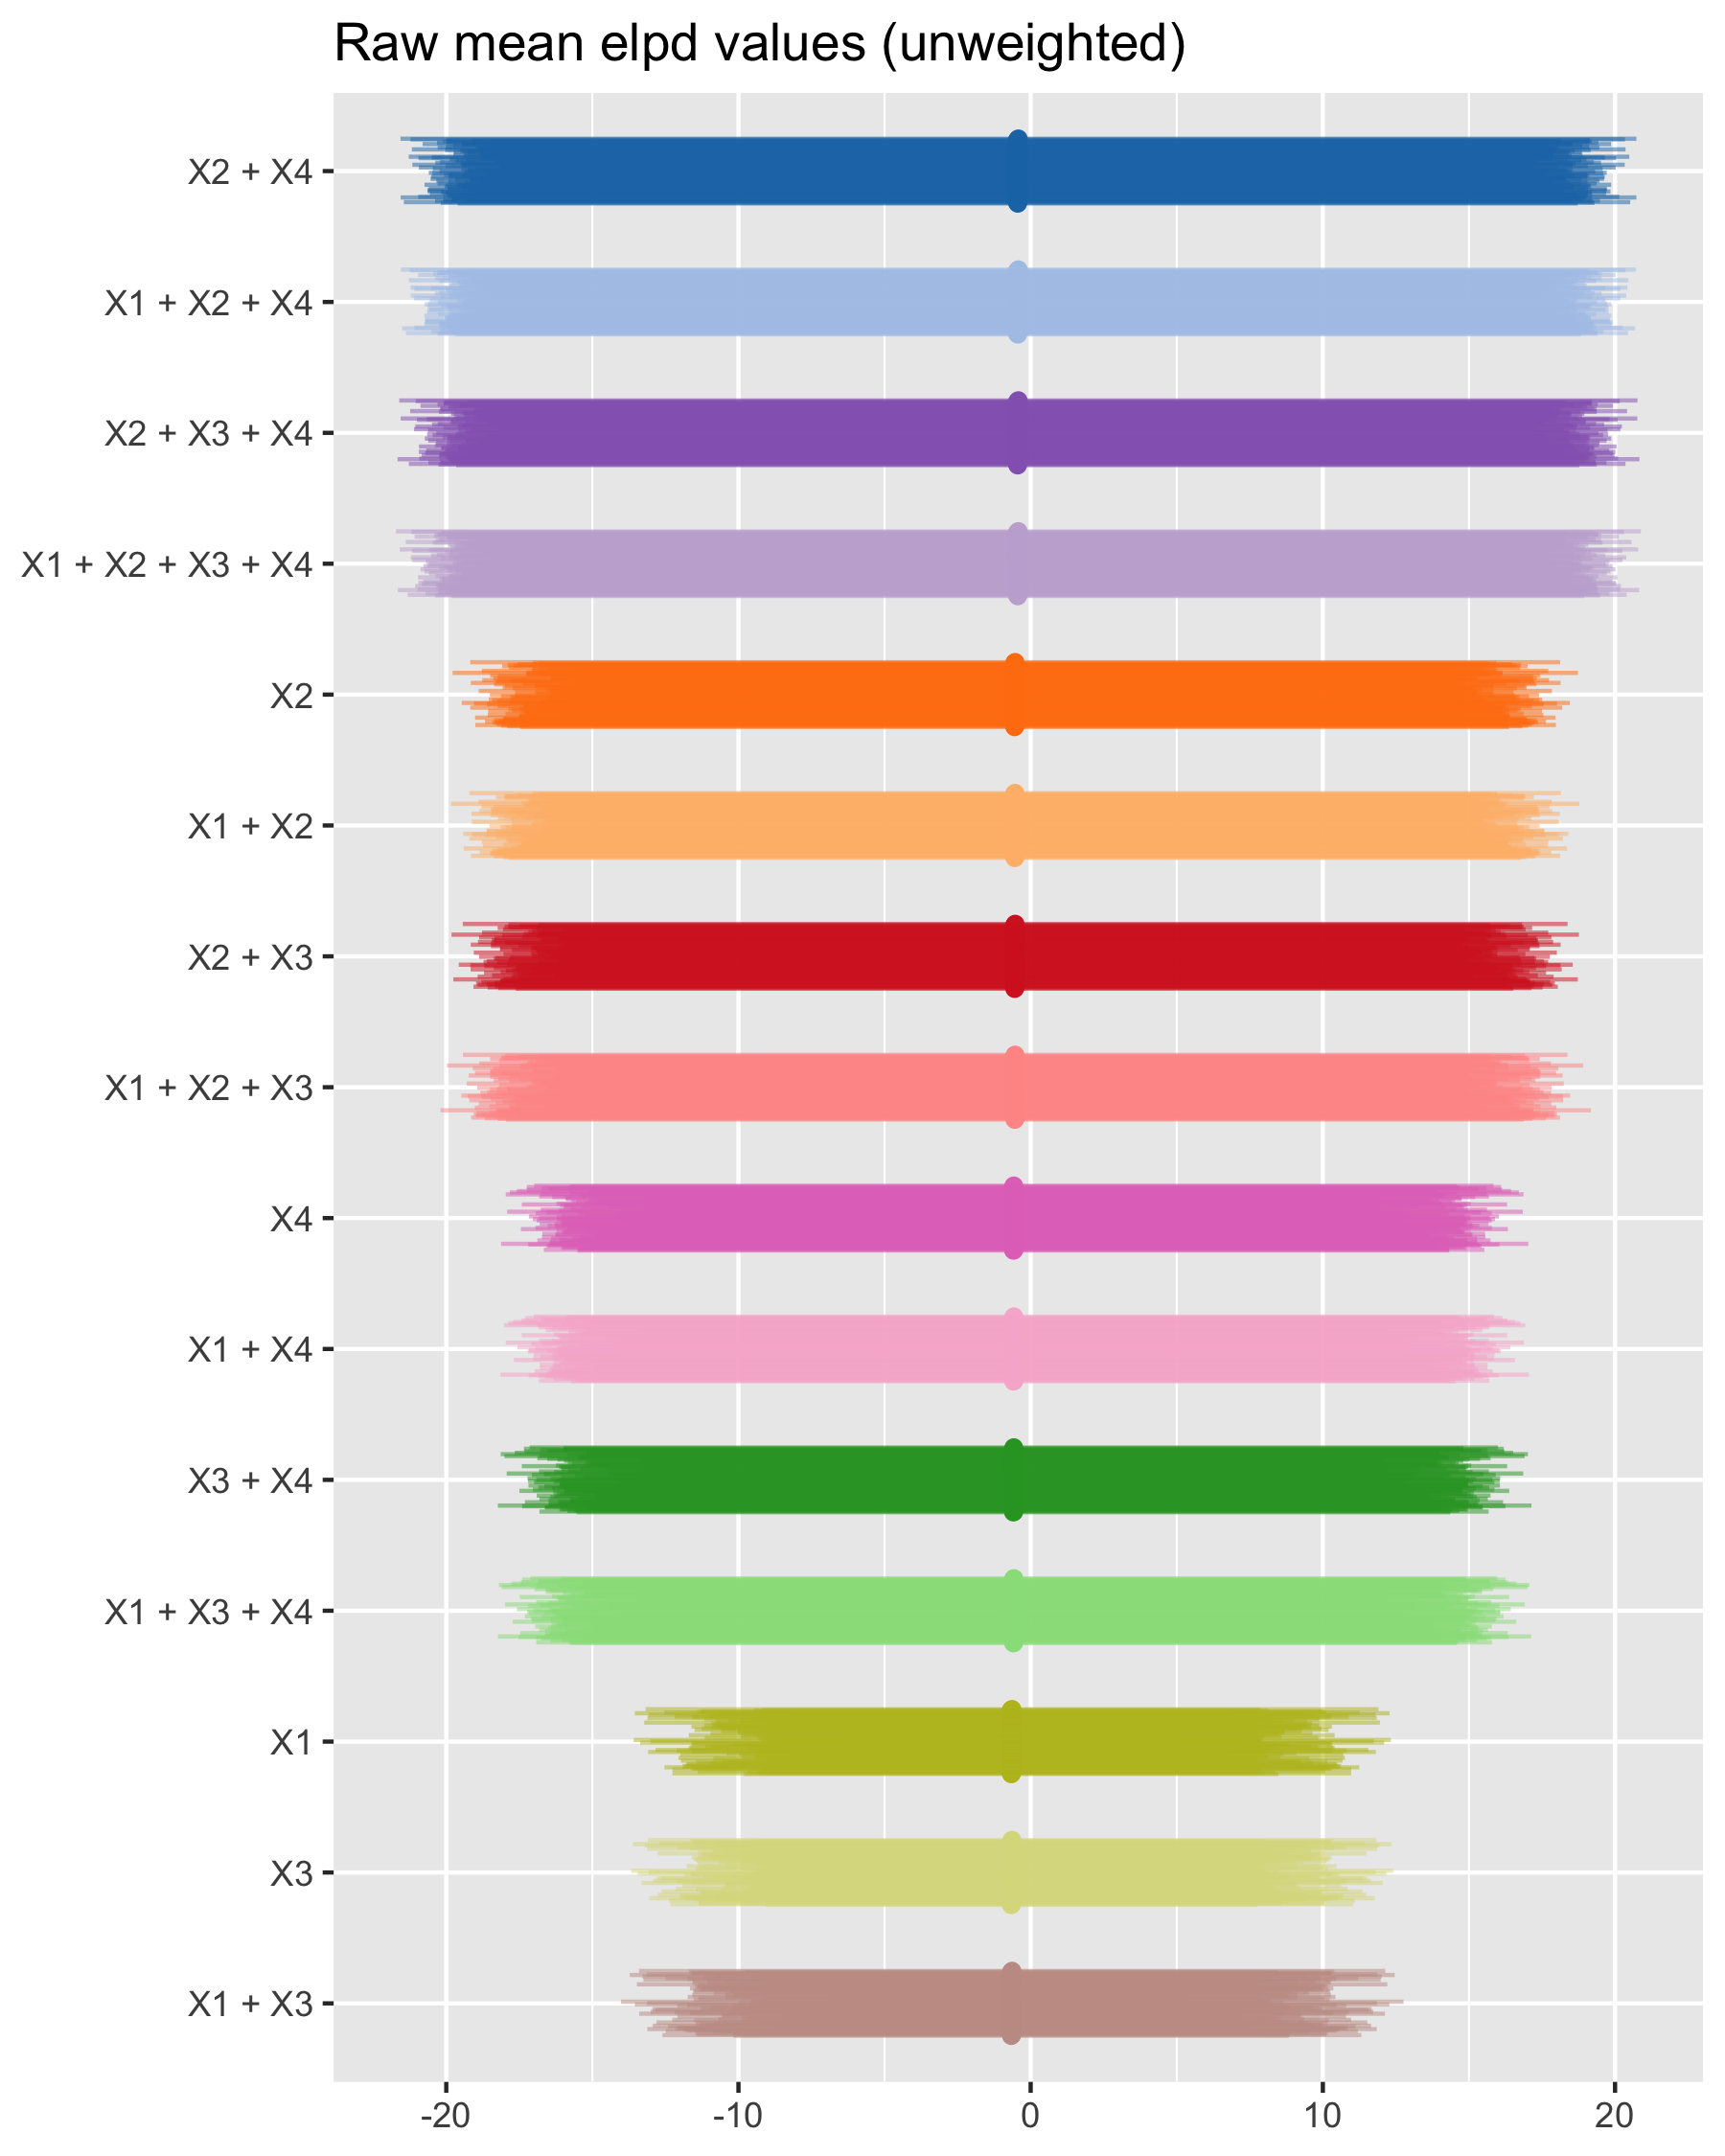 Raw mean elpd values (unweighted)
X2 + X4
X1 + X2 + X4
X2 + X3 + X4
X1 + X2 + X3 + X4
X2
X1 + X2
X2 + X3
X1 + X2 + X3
X4
X1 + X4
X3 + X4
X1 + X3 + X4
X1
X3
X1 + X3
-20 -10 0 10 20